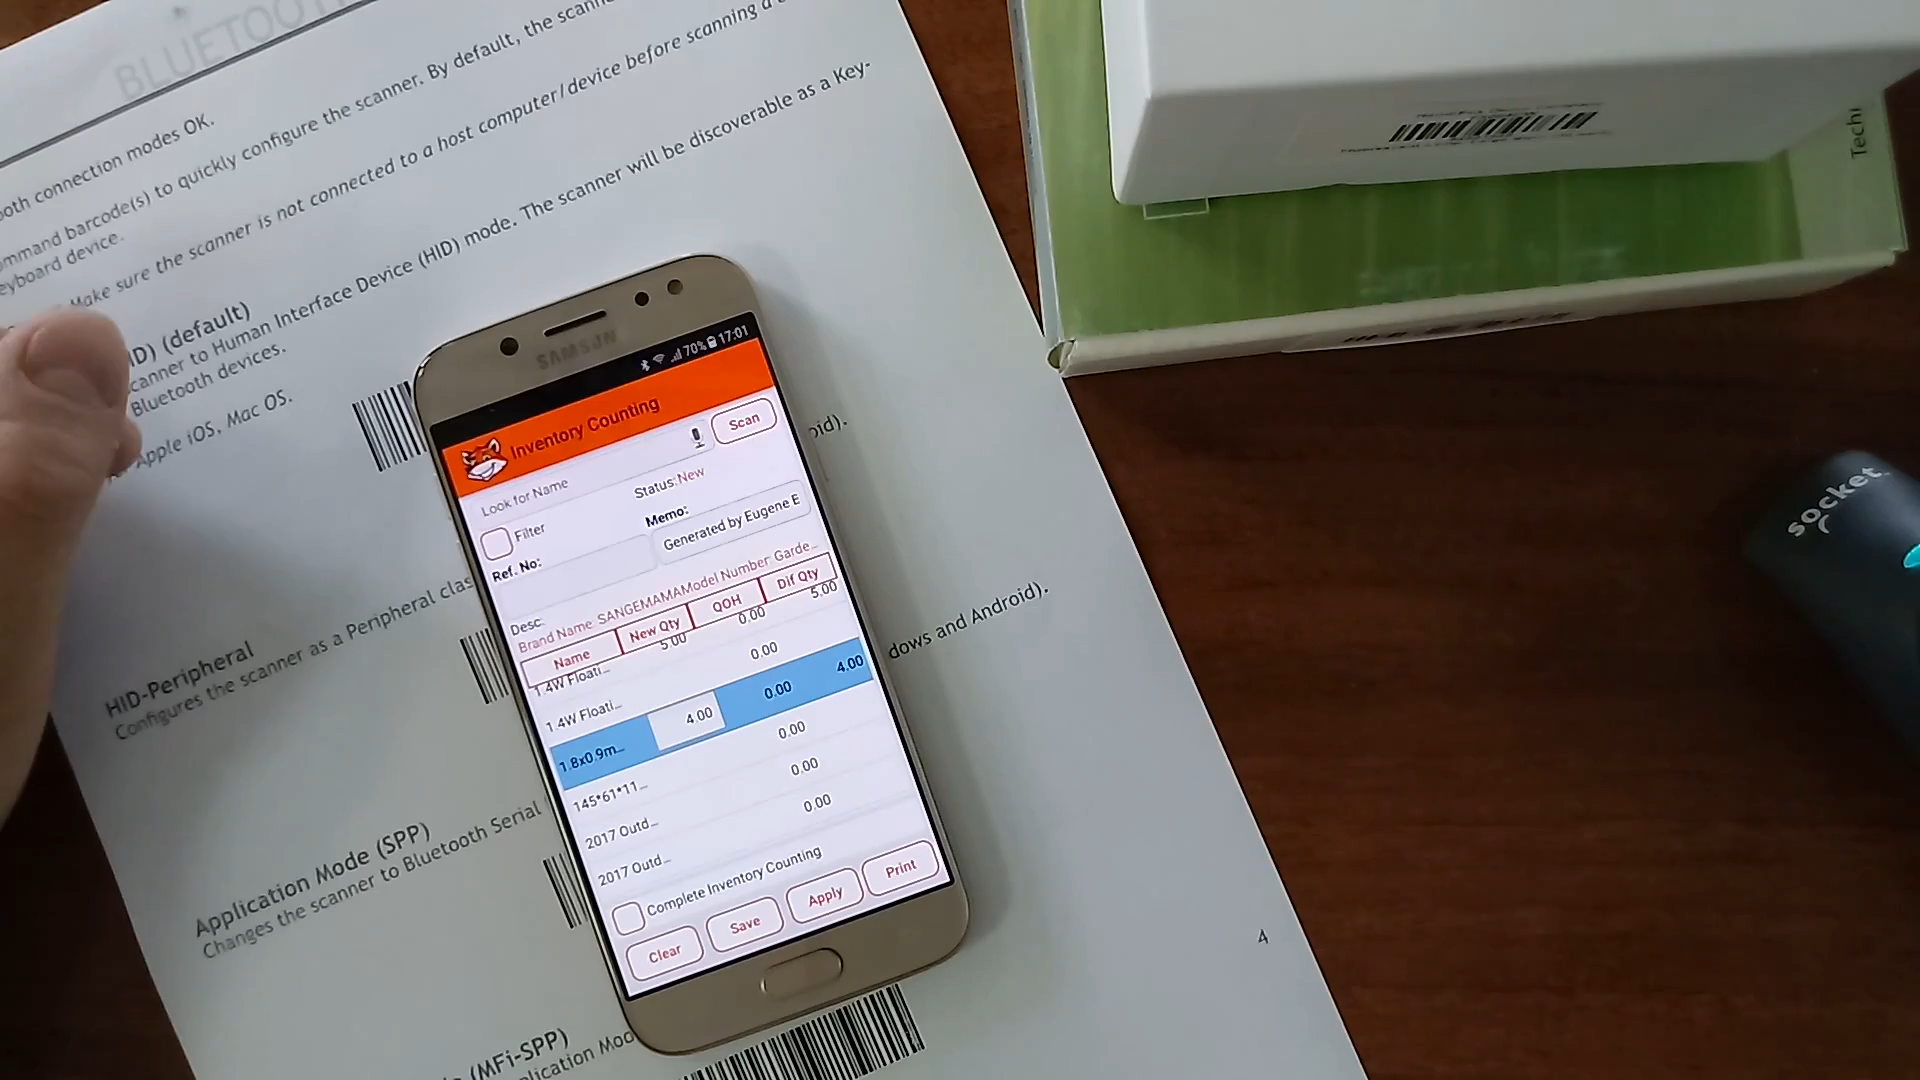 BLUETOOTH
ooth connection modes OK.
ommand barcode(s) to quickly configure the scanner. By default, the scanne
eyboard device.
Make sure the scanner is not connected to a host computer/device before scanning a
ID) (default)
canner to Human Interface Device (HID) mode. The scanner will be discoverable as a Key-
Bluetooth devices.
Apple iOS, Mac OS.
oid).
HID-Peripheral
Configures the scanner as a Peripheral clas
dows and Android).
Application Mode (SPP)
Changes the scanner to Bluetooth Serial
(MFi-SPP)
plication Mod
4
SAMSUNG
70% 17:01
Inventory Counting
Look for Name
Scan
Filter
Status:New
Ref. No:
Memo:
Generated by Eugene E
Desc:
Brand Name SANGEMAMAModel Number Garde...
Name New Qty QOH Dif Qty
1.4W Floati... 5.00 0.00 5.00
1.4W Floati... 0.00
1.8x0.9m... 4.00 0.00 4.00
145*61*11... 0.00
2017 Outd... 0.00
2017 Outd... 0.00
Complete Inventory Counting
Clear Save Apply Print
Techn
socket